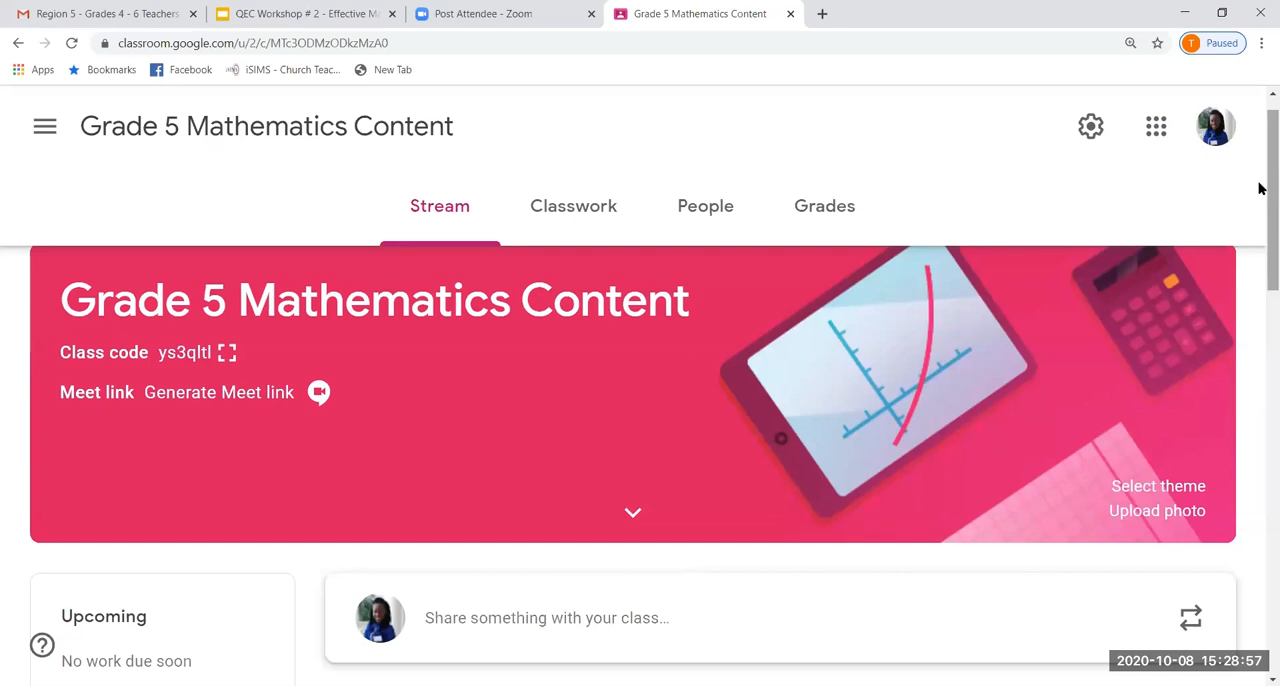 Region 5 - Grades 4 - 6 Teachers
QEC Workshop # 2 - Effective M
Post Attendee - Zoom
Grade 5 Mathematics Content
classroom.google.com/u/2/c/MTc3ODMzODkzMzA0
T
Paused
Apps
Bookmarks
Facebook
iSIMS - Church Teac...
New Tab
Grade 5 Mathematics Content
Stream
Classwork
People
Grades
Grade 5 Mathematics Content
Class code ys3qltl
Meet link Generate Meet link
Select theme
Upload photo
Upcoming
Share something with your class...
No work due soon
2020-10-08 15:28:57